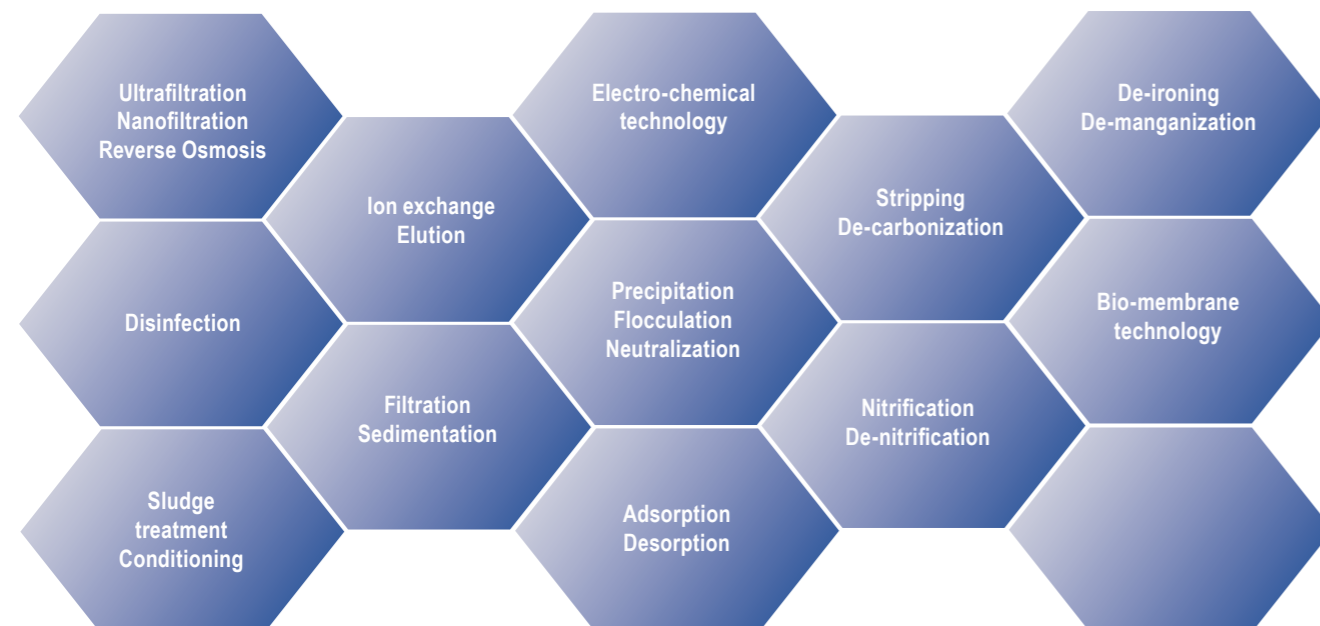 Ultrafiltration
Nanofiltration
Reverse Osmosis
Electro-chemical
technology
De-ironing
De-manganization
Ion exchange
Elution
Stripping
De-carbonization
Disinfection
Precipitation
Flocculation
Neutralization
Bio-membrane
technology
Filtration
Sedimentation
Nitrification
De-nitrification
Sludge
treatment
Conditioning
Adsorption
Desorption